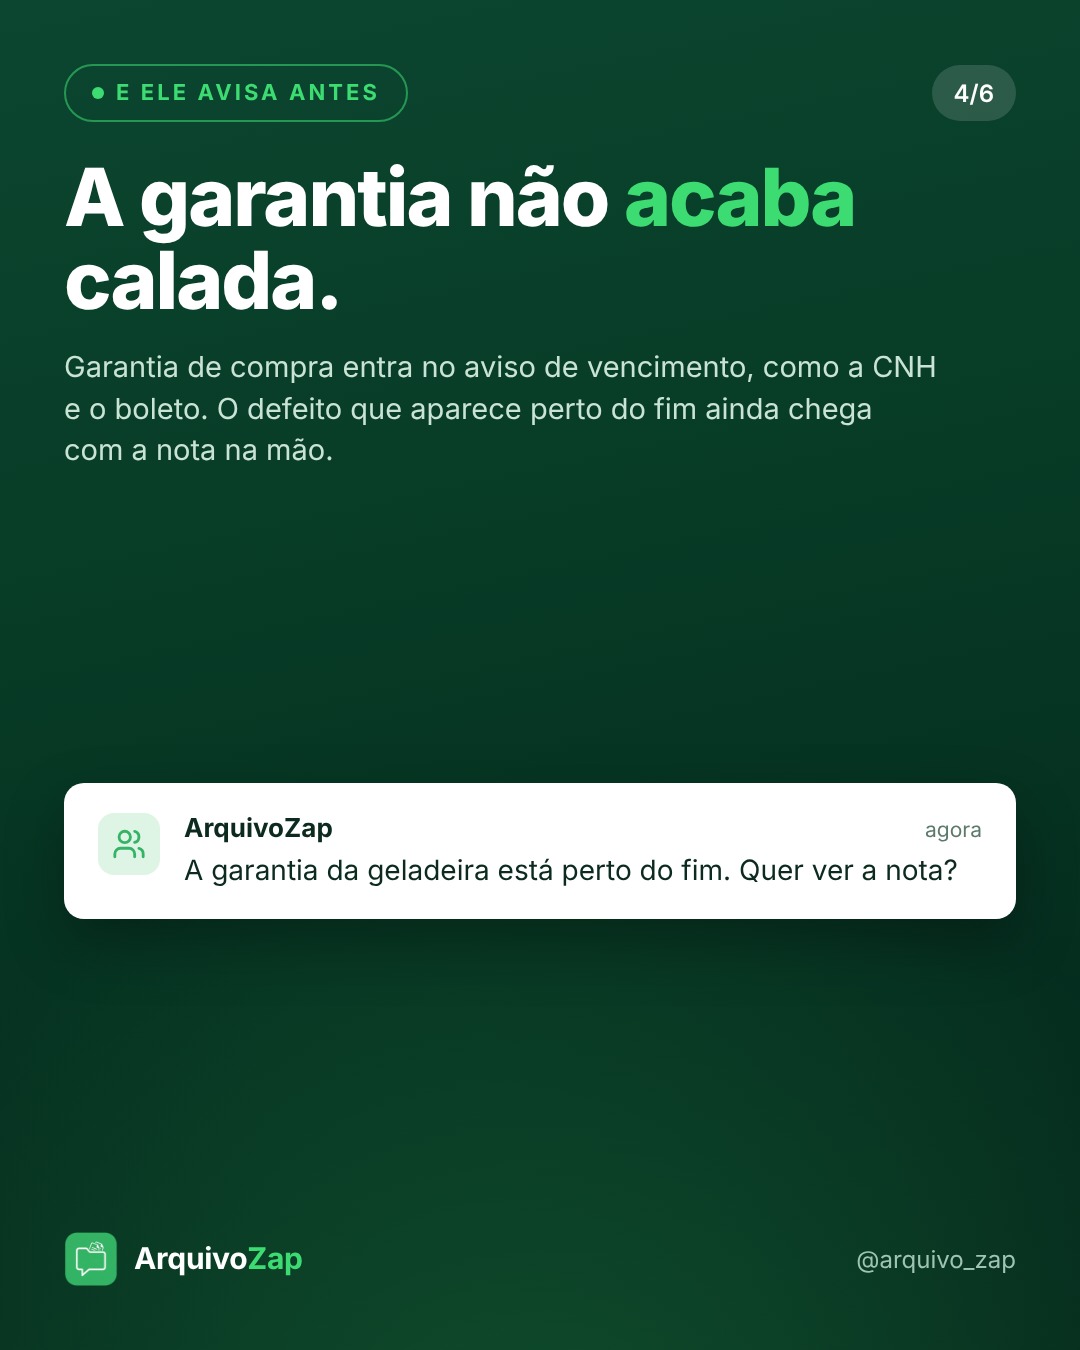 E ELE AVISA ANTES
4/6
A garantia não acaba
calada.
Garantia de compra entra no aviso de vencimento, como a CNH
e o boleto. O defeito que aparece perto do fim ainda chega
com a nota na mão.
ArquivoZap
agora
A garantia da geladeira está perto do fim. Quer ver a nota?
ArquivoZap
@arquivo_zap